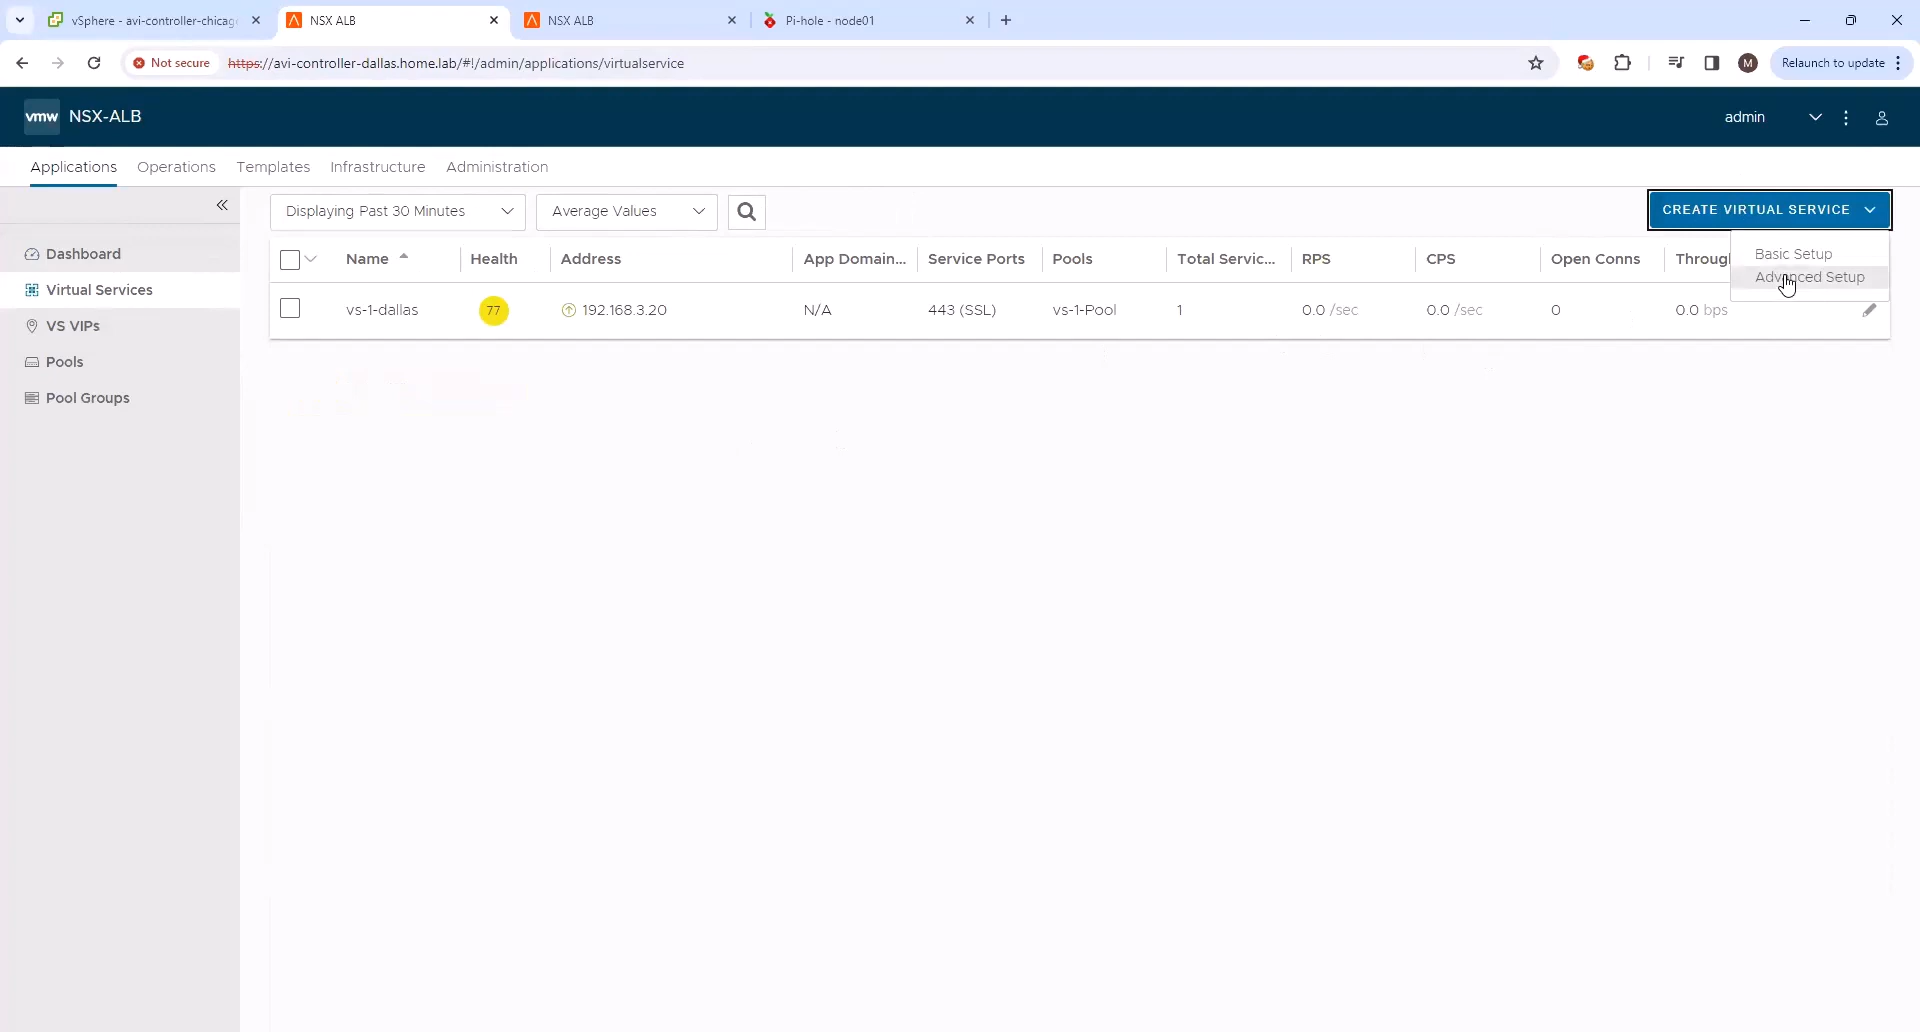 vSphere - avi-controller-chicag
NSX ALB
NSX ALB
Pi-hole - node01
Not secure
https://avi-controller-dallas.home.lab/#!/admin/applications/virtualservice
M
Relaunch to update
vmw NSX-ALB
admin
Applications
Operations
Templates
Infrastructure
Administration
Displaying Past 30 Minutes
Average Values
CREATE VIRTUAL SERVICE
Basic Setup
Advanced Setup
Dashboard
Virtual Services
VS VIPs
Pools
Pool Groups
Name Health Address App Domain... Service Ports Pools Total Servic... RPS CPS Open Conns Throug
vs-1-dallas 77 192.168.3.20 N/A 443 (SSL) vs-1-Pool 1 0.0 /sec 0.0 /sec 0 0.0 bps